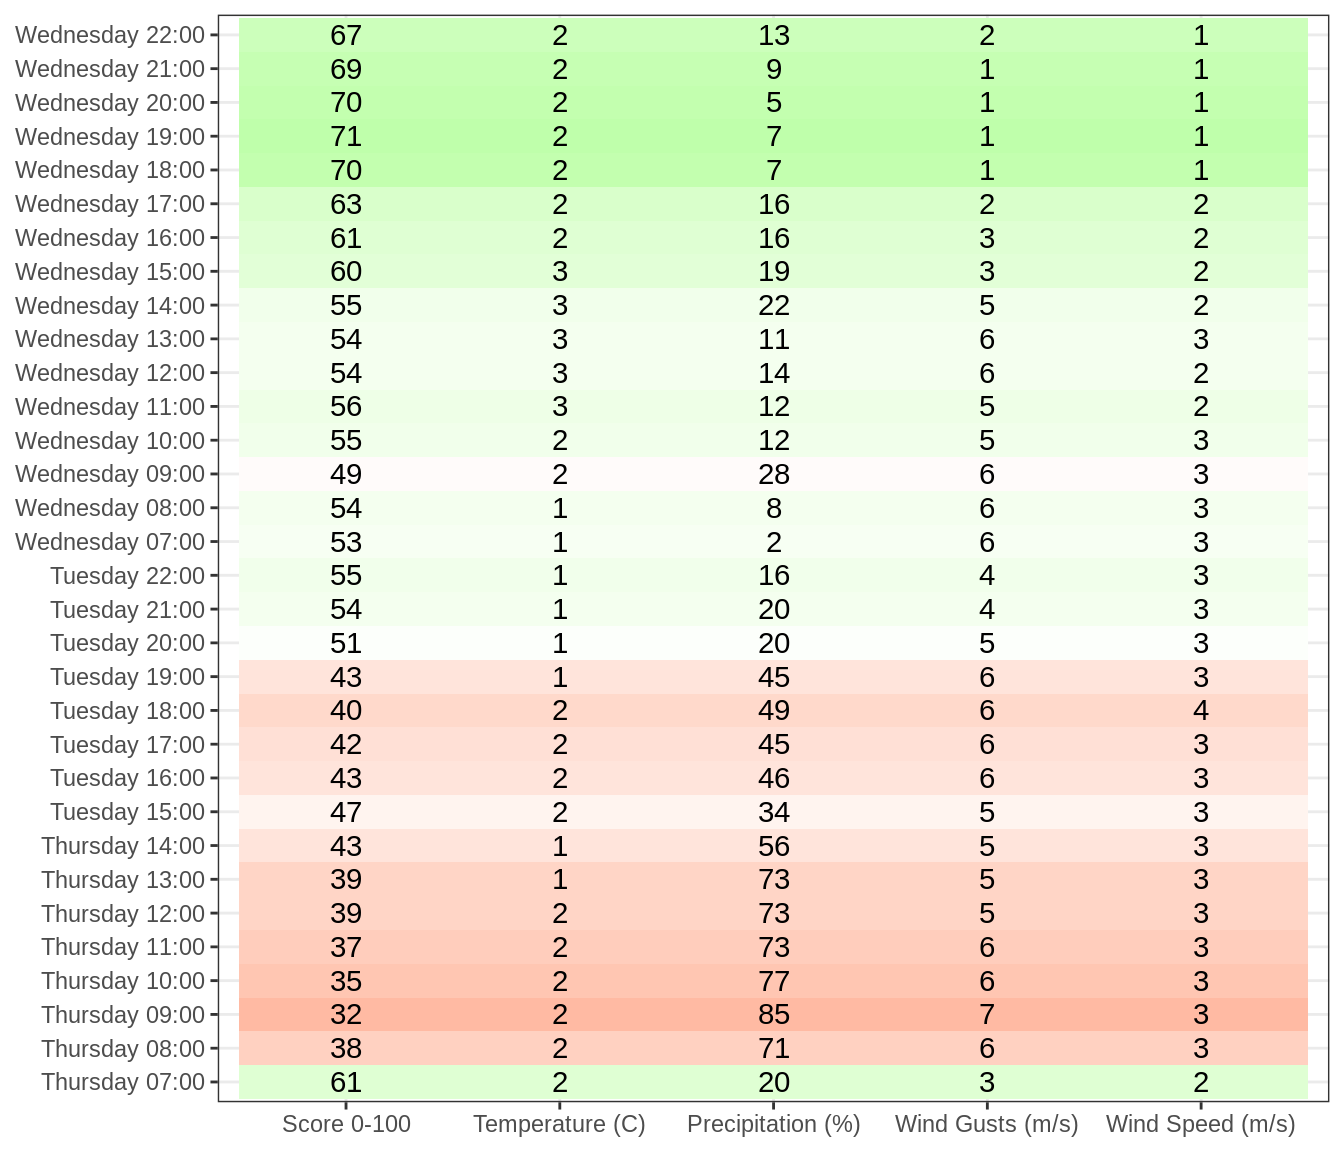 Wednesday 22:00 67 2 13 2 1
Wednesday 21:00 69 2 9 1 1
Wednesday 20:00 70 2 5 1 1
Wednesday 19:00 71 2 7 1 1
Wednesday 18:00 70 2 7 1 1
Wednesday 17:00 63 2 16 2 2
Wednesday 16:00 61 2 16 3 2
Wednesday 15:00 60 3 19 3 2
Wednesday 14:00 55 3 22 5 2
Wednesday 13:00 54 3 11 6 3
Wednesday 12:00 54 3 14 6 2
Wednesday 11:00 56 3 12 5 2
Wednesday 10:00 55 2 12 5 3
Wednesday 09:00 49 2 28 6 3
Wednesday 08:00 54 1 8 6 3
Wednesday 07:00 53 1 2 6 3
Tuesday 22:00 55 1 16 4 3
Tuesday 21:00 54 1 20 4 3
Tuesday 20:00 51 1 20 5 3
Tuesday 19:00 43 1 45 6 3
Tuesday 18:00 40 2 49 6 4
Tuesday 17:00 42 2 45 6 3
Tuesday 16:00 43 2 46 6 3
Tuesday 15:00 47 2 34 5 3
Thursday 14:00 43 1 56 5 3
Thursday 13:00 39 1 73 5 3
Thursday 12:00 39 2 73 5 3
Thursday 11:00 37 2 73 6 3
Thursday 10:00 35 2 77 6 3
Thursday 09:00 32 2 85 7 3
Thursday 08:00 38 2 71 6 3
Thursday 07:00 61 2 20 3 2
Score 0-100 Temperature (C) Precipitation (%) Wind Gusts (m/s) Wind Speed (m/s)